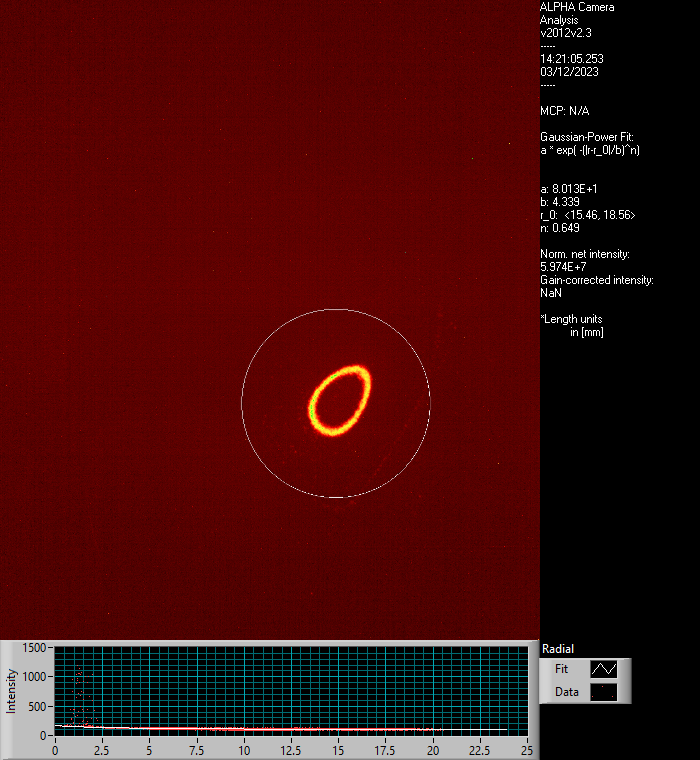 ALPHA Camera
Analysis
v2012v2.3
-----
14:21:05.253
03/12/2023
-----
MCP: N/A
Gaussian-Power Fit:
a * exp( -(|r-r_0|/b)^n)
a: 8.013E+1
b: 4.339
r_0: <15.46, 18.56>
n: 0.649
Norm. net intensity:
5.974E+7
Gain-corrected intensity:
NaN
*Length units
in [mm]
Radial
Fit
Data
Intensity
1500
1000
500
0
0 2.5 5 7.5 10 12.5 15 17.5 20 22.5 25